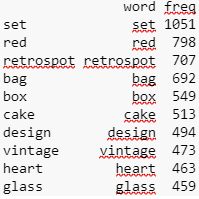 word freq
set set 1051
red red 798
retrospot retrospot 707
bag bag 692
box box 549
cake cake 513
design design 494
vintage vintage 473
heart heart 463
glass glass 459